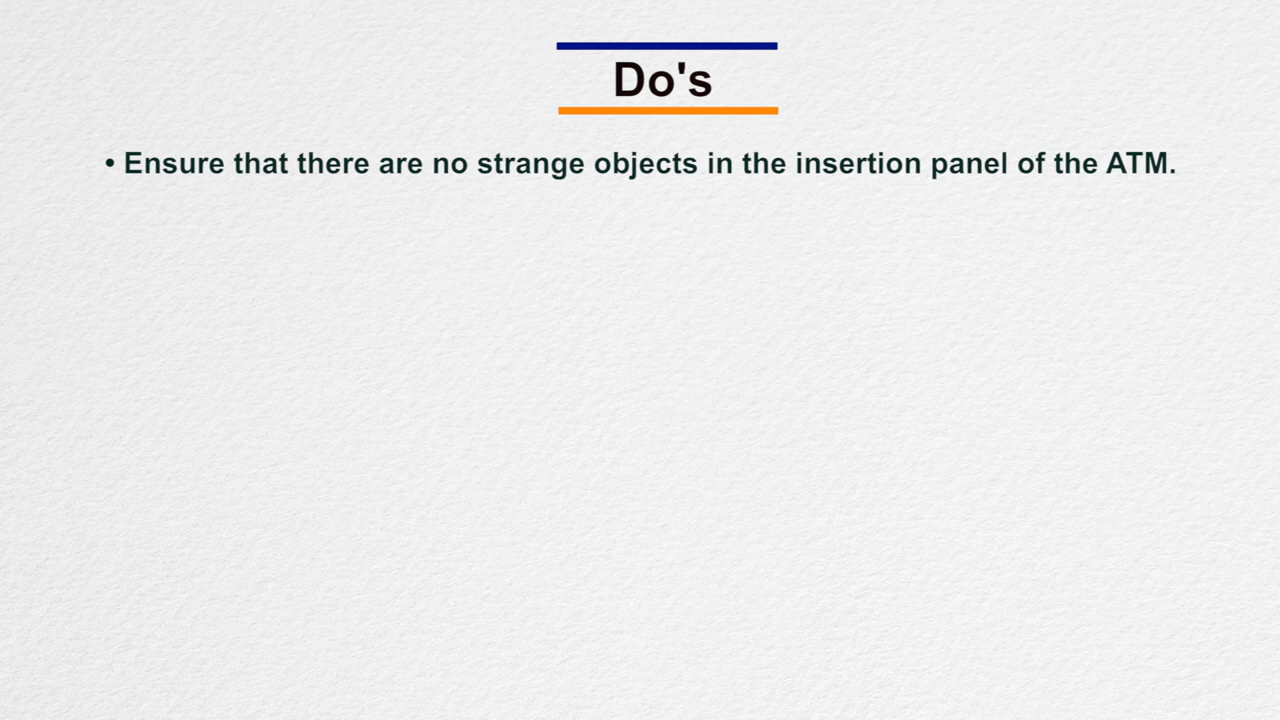 Do's
• Ensure that there are no strange objects in the insertion panel of the ATM.